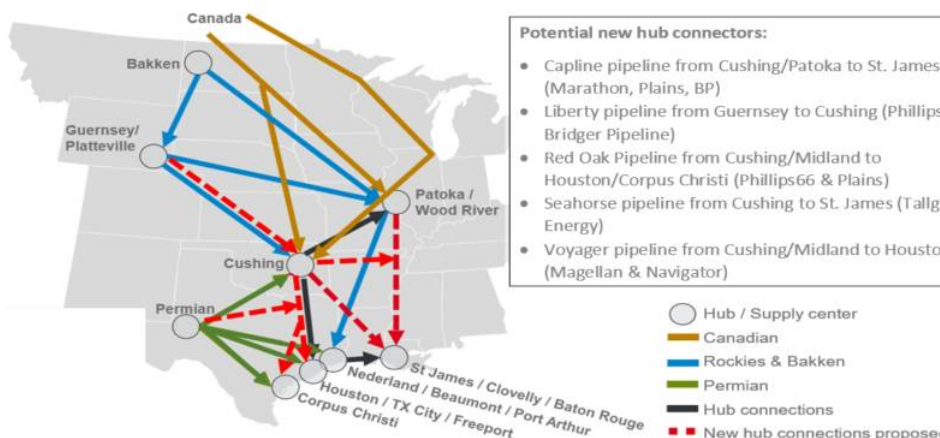 Canada
Bakken
Guernsey/
Platteville
Patoka /
Wood River
Cushing
Permian
St James / Clovelly / Baton Rouge
Nederland / Beaumont / Port Arthur
Houston / TX City / Freeport
Corpus Christi
Potential new hub connectors:
• Capline pipeline from Cushing/Patoka to St. James
(Marathon, Plains, BP)
• Liberty pipeline from Guernsey to Cushing (Phillips
Bridger Pipeline)
• Red Oak Pipeline from Cushing/Midland to
Houston/Corpus Christi (Phillips66 & Plains)
• Seahorse pipeline from Cushing to St. James (Tallg
Energy)
• Voyager pipeline from Cushing/Midland to Housto
(Magellan & Navigator)
Hub / Supply center
Canadian
Rockies & Bakken
Permian
Hub connections
New hub connections proposed